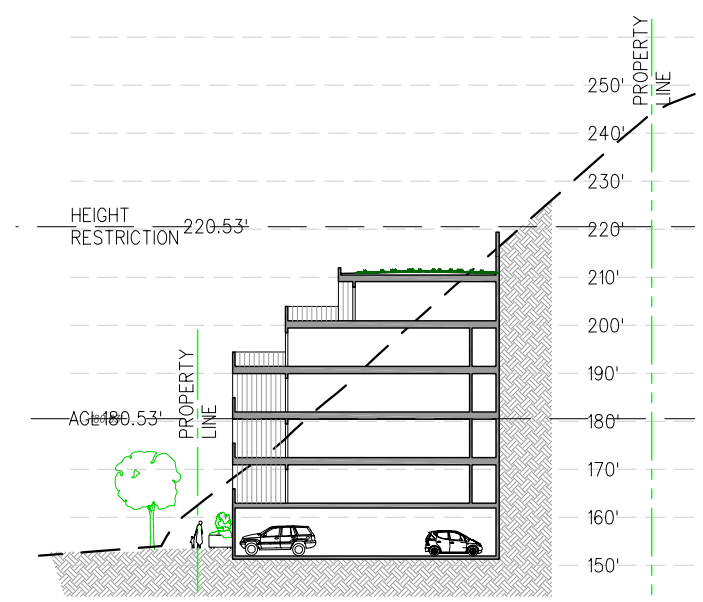 PROPERTY
LINE
250'
240'
230'
HEIGHT
RESTRICTION 220.53'
220'
210'
200'
190'
PROPERTY
LINE
AGL 180.53'
180'
170'
160'
150'